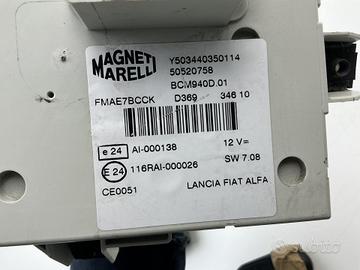 MAGNETI
MARELLI
Y503440350114
50520758
BCM940D.01
FMAE7BCCK D369 346 10
e 24 AI-000138 12 V=
E 24 116RAI-000026 SW 7.08
CE0051 LANCIA FIAT ALFA
subito